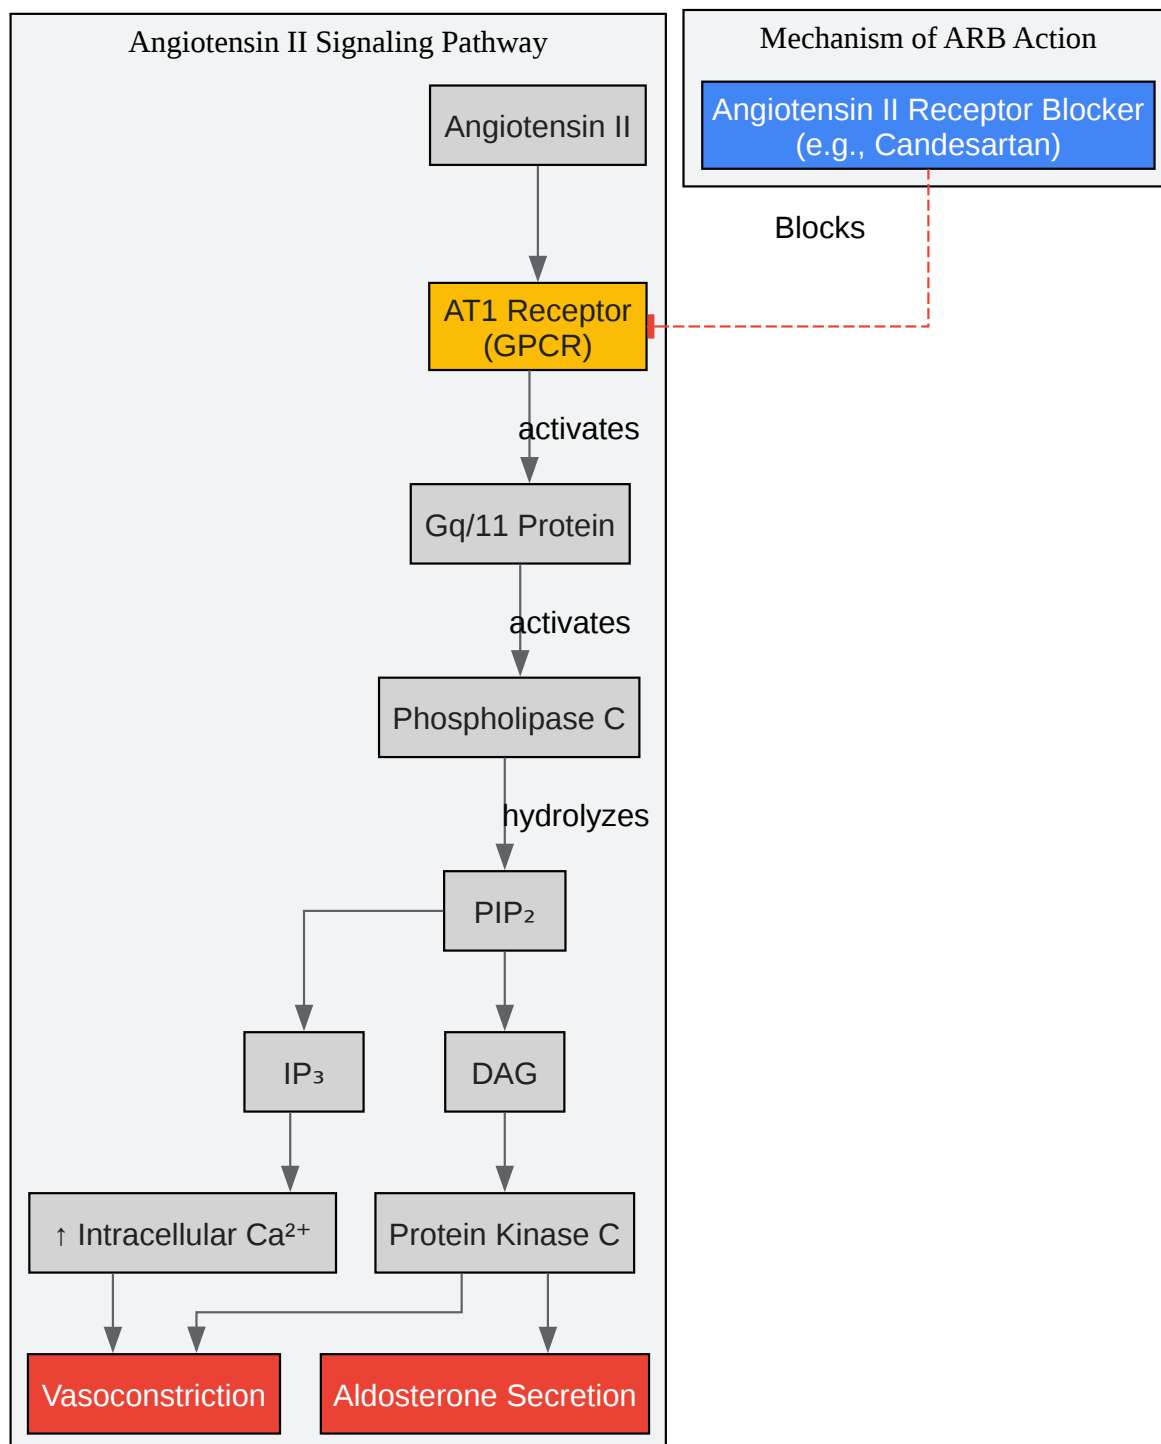 Angiotensin II Signaling Pathway
Mechanism of ARB Action
Angiotensin II
Angiotensin II Receptor Blocker
(e.g., Candesartan)
Blocks
AT1 Receptor
(GPCR)
activates
Gq/11 Protein
activates
Phospholipase C
hydrolyzes
PIP₂
IP₃
DAG
↑ Intracellular Ca²⁺
Protein Kinase C
Vasoconstriction
Aldosterone Secretion